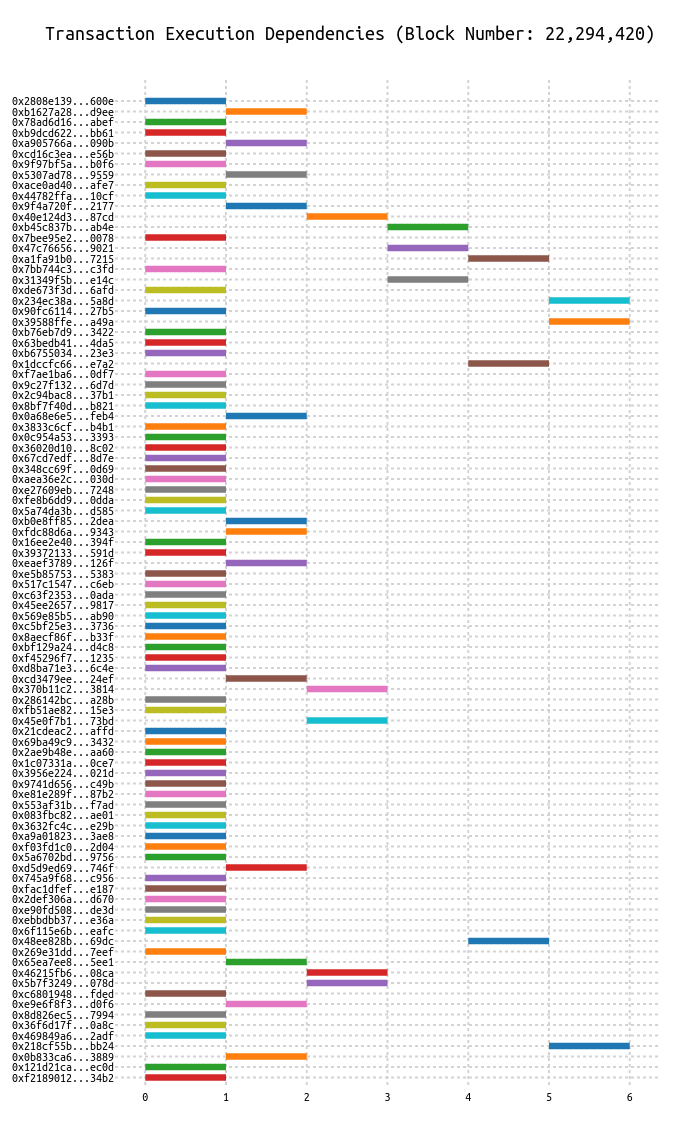 Transaction Execution Dependencies (Block Number: 22,294,420)
0x2808e139...600e
0xb1627a28...d9ee
0x78ad6d16...abef
0xb9dcd622...bb61
0xa905766a...090b
0xcd16c3ea...e56b
0x9f97bf5a...b0f6
0x5307ad78...9559
0xace0ad40...afe7
0x44782ffa...10cf
0x9f4a720f...2177
0x40e124d3...87cd
0xb45c837b...ab4e
0x7bee95e2...0078
0x47c76656...9021
0xa1fa91b0...7215
0x7bb744c3...c3fd
0x31349f5b...e14c
0xde673f3d...6afd
0x234ec38a...5a8d
0x90fc6114...27b5
0x39588ffe...a49a
0xb76eb7d9...3422
0x63bedb41...4da5
0xb6755034...23e3
0x1dccfc66...e7a2
0xf7ae1ba6...0df7
0x9c27f132...6d7d
0x2c94bac8...37b1
0x8bf7f40d...b821
0x0a68e6e5...feb4
0x3833c6cf...b4b1
0x0c954a53...3393
0x36020d10...8c02
0x67cd7edf...8d7e
0x348cc69f...0d69
0xaea36e2c...030d
0xe27609eb...7248
0xfe8b6dd9...0dda
0x5a74da3b...d585
0xb0e8ff85...2dea
0xfdc88d6a...9343
0x16ee2e40...394f
0x39372133...591d
0xeaef3789...126f
0xe5b85753...5383
0x517c1547...c6eb
0xc63f2353...0ada
0x45ee2657...9817
0x569e85b5...ab90
0xc5bf25e3...3736
0x8aecf86f...b33f
0xbf129a24...d4c8
0xf45296f7...1235
0xd8ba71e3...6c4e
0xcd3479ee...24ef
0x370b11c2...3814
0x286142bc...a28b
0xfb51ae82...15e3
0x45e0f7b1...73bd
0x21cdeac2...affd
0x69ba49c9...3432
0x2ae9b48e...aa60
0x1c07331a...0ce7
0x3956e224...021d
0x9741d656...c49b
0xe81e289f...87b2
0x553af31b...f7ad
0x083fbc82...ae01
0x3632fc4c...e29b
0xa9a01823...3ae8
0xf03fd1c0...2d04
0x5a6702bd...9756
0xd5d9ed69...746f
0x745a9f68...c956
0xfac1dfef...e187
0x2def306a...d670
0xe90fd508...de3d
0xebbdbb37...e36a
0x6f115e6b...eafc
0x48ee828b...69dc
0x269e31dd...7eef
0x65ea7ee8...5ee1
0x46215fb6...08ca
0x5b7f3249...078d
0xc6801948...fded
0xe9e6f8f3...d0f6
0x8d826ec5...7994
0x36f6d17f...0a8c
0x469849a6...2adf
0x218cf55b...bb24
0x0b833ca6...3889
0x121d21ca...ec0d
0xf2189012...34b2
0 1 2 3 4 5 6